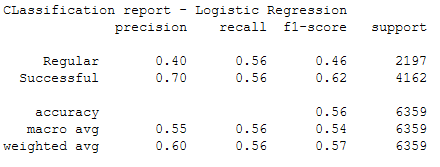 CLassification report - Logistic Regression
precision recall f1-score support
Regular 0.40 0.56 0.46 2197
Successful 0.70 0.56 0.62 4162
accuracy 0.56 6359
macro avg 0.55 0.56 0.54 6359
weighted avg 0.60 0.56 0.57 6359